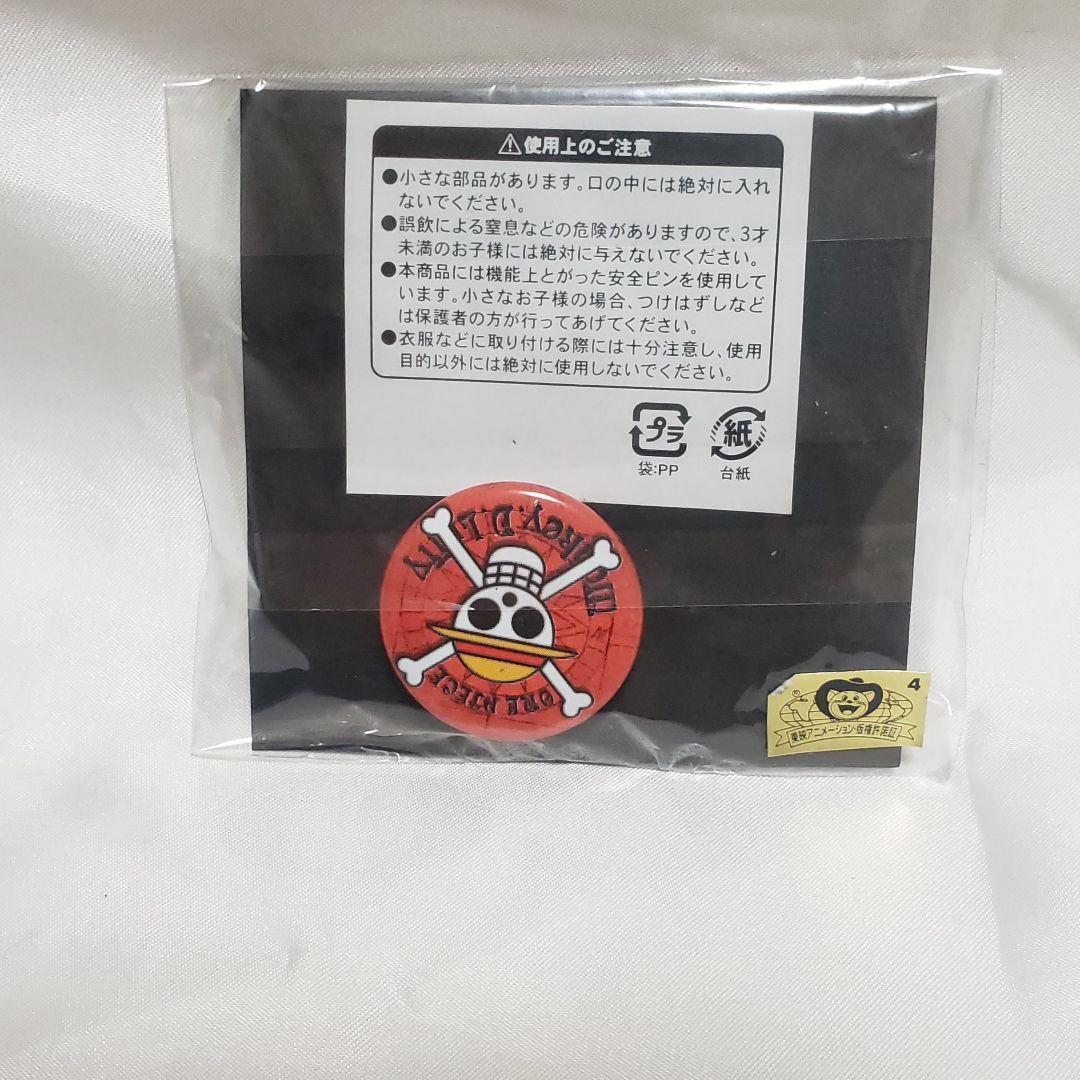 ⚠使用上のご注意
●小さな部品があります。口の中には絶対に入れ
ないでください。
●誤飲による窒息などの危険がありますので、3才
未満のお子様には絶対に与えないでください。
●本商品には機能上とがった安全ピンを使用して
います。小さなお子様の場合、つけはずしなど
は保護者の方が行ってあげてください。
●衣服などに取り付ける際には十分注意し、使用
目的以外には絶対に使用しないでください。
プラ
紙
袋:PP
台紙
Monkey.D.Luffy
ONE PIECE
4
®
東映アニメーション・版権許諾証